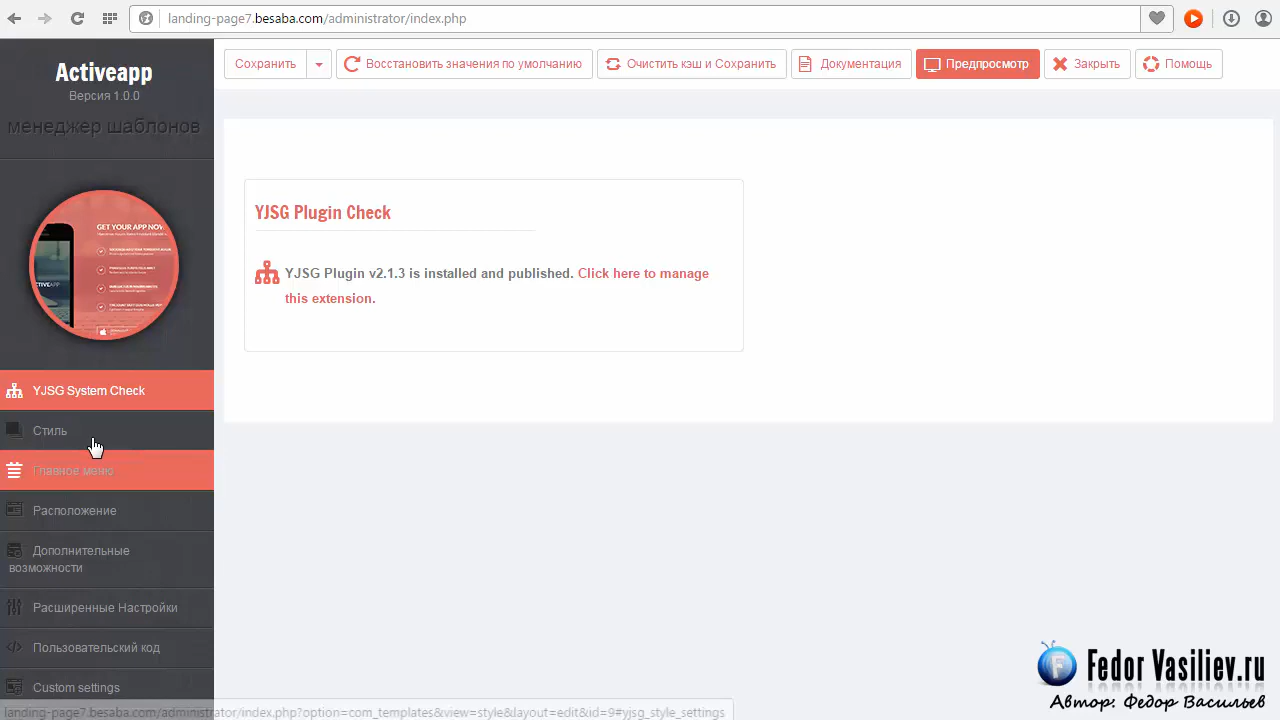 landing-page7.besaba.com/administrator/index.php
Activeapp
Версия 1.0.0
менеджер шаблонов
GET YOUR APP NOW
YJSG System Check
Стиль
Главное меню
Расположение
Дополнительные
возможности
Расширенные Настройки
Пользовательский код
Custom settings
Сохранить
Восстановить значения по умолчанию
Очистить кэш и Сохранить
Документация
Предпросмотр
Закрыть
Помощь
YJSG Plugin Check
YJSG Plugin v2.1.3 is installed and published. Click here to manage
this extension.
Fedor Vasiliev.ru
Автор: Федор Васильев
landing-page7.besaba.com/administrator/index.php?option=com_templates&view=style&layout=edit&id=9#yjsg_style_settings